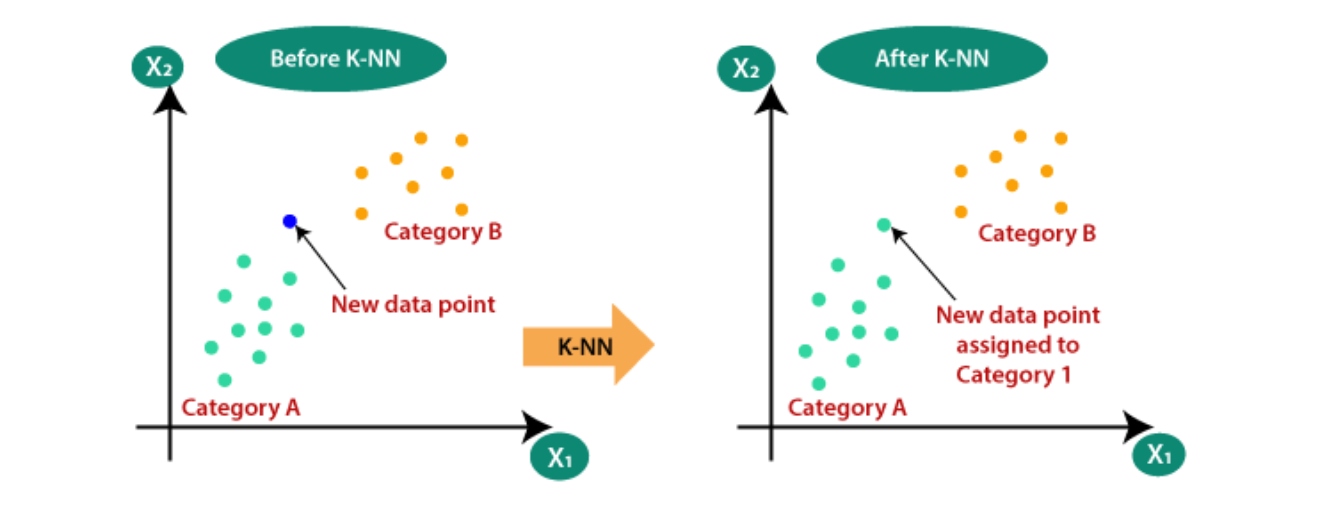 X₂
Before K-NN
Category B
New data point
Category A
X₁
K-NN
X₂
After K-NN
Category B
New data point
assigned to
Category 1
Category A
X₁